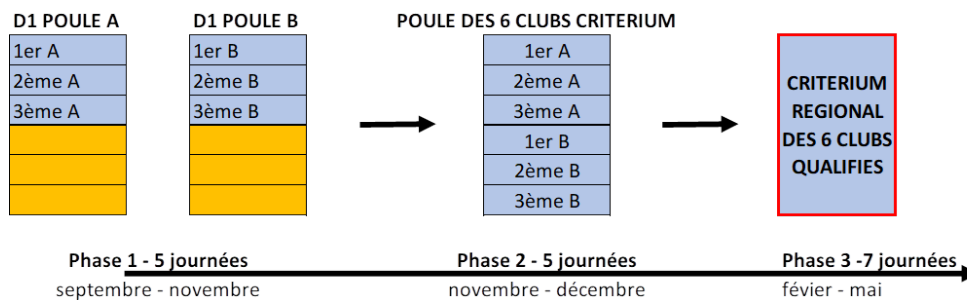 D1 POULE A
1er A
2ème A
3ème A
D1 POULE B
1er B
2ème B
3ème B
POULE DES 6 CLUBS CRITERIUM
1er A
2ème A
3ème A
1er B
2ème B
3ème B
CRITERIUM
REGIONAL
DES 6 CLUBS
QUALIFIES
Phase 1 - 5 journées
septembre - novembre
Phase 2 - 5 journées
novembre - décembre
Phase 3 -7 journées
févier - mai